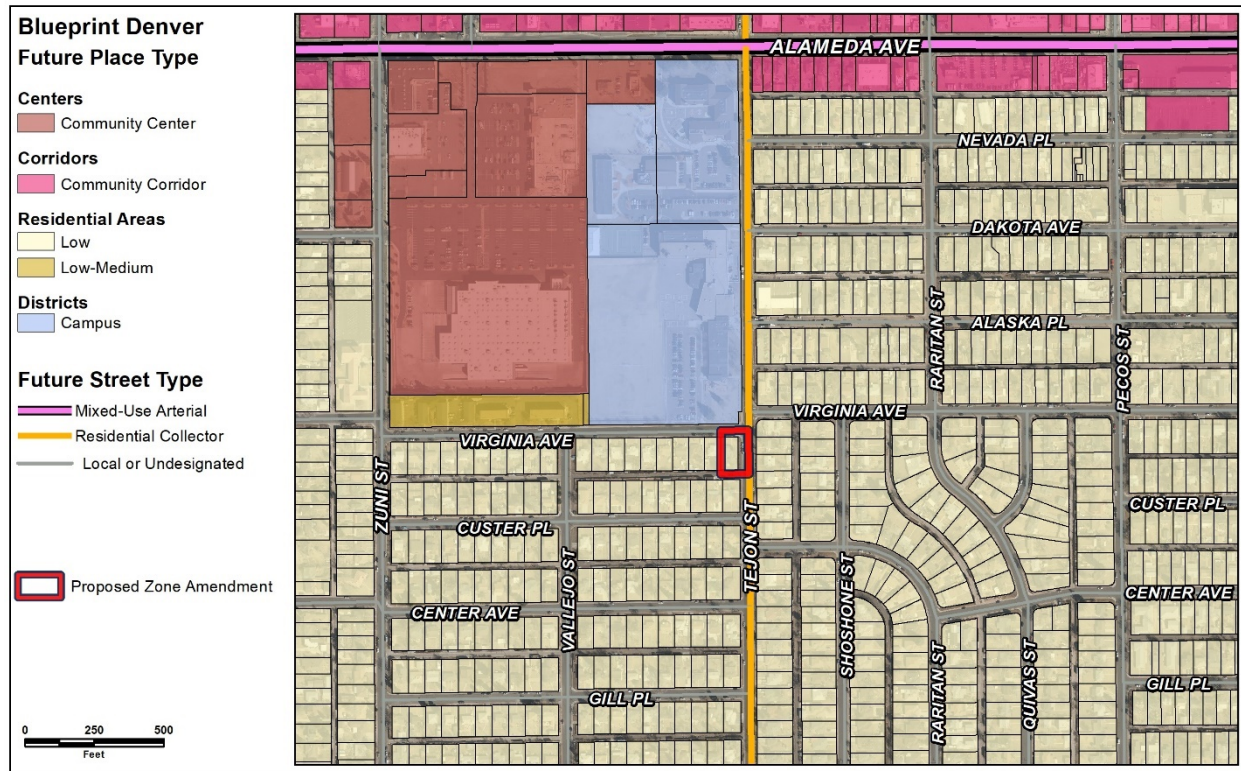 Blueprint Denver
Future Place Type
Centers
Community Center
Corridors
Community Corridor
Residential Areas
Low
Low-Medium
Districts
Campus
Future Street Type
Mixed-Use Arterial
Residential Collector
Local or Undesignated
Proposed Zone Amendment
0 250 500
Feet
ALAMEDA AVE
NEVADA PL
DAKOTA AVE
RARITAN ST
ALASKA PL
PECOS ST
VIRGINIA AVE
VIRGINIA AVE
ZUNI ST
CUSTER PL
CUSTER PL
TEJON ST
VALLEJO ST
SHOSHONE ST
CENTER AVE
CENTER AVE
RARITAN ST
QUIVAS ST
GILL PL
GILL PL